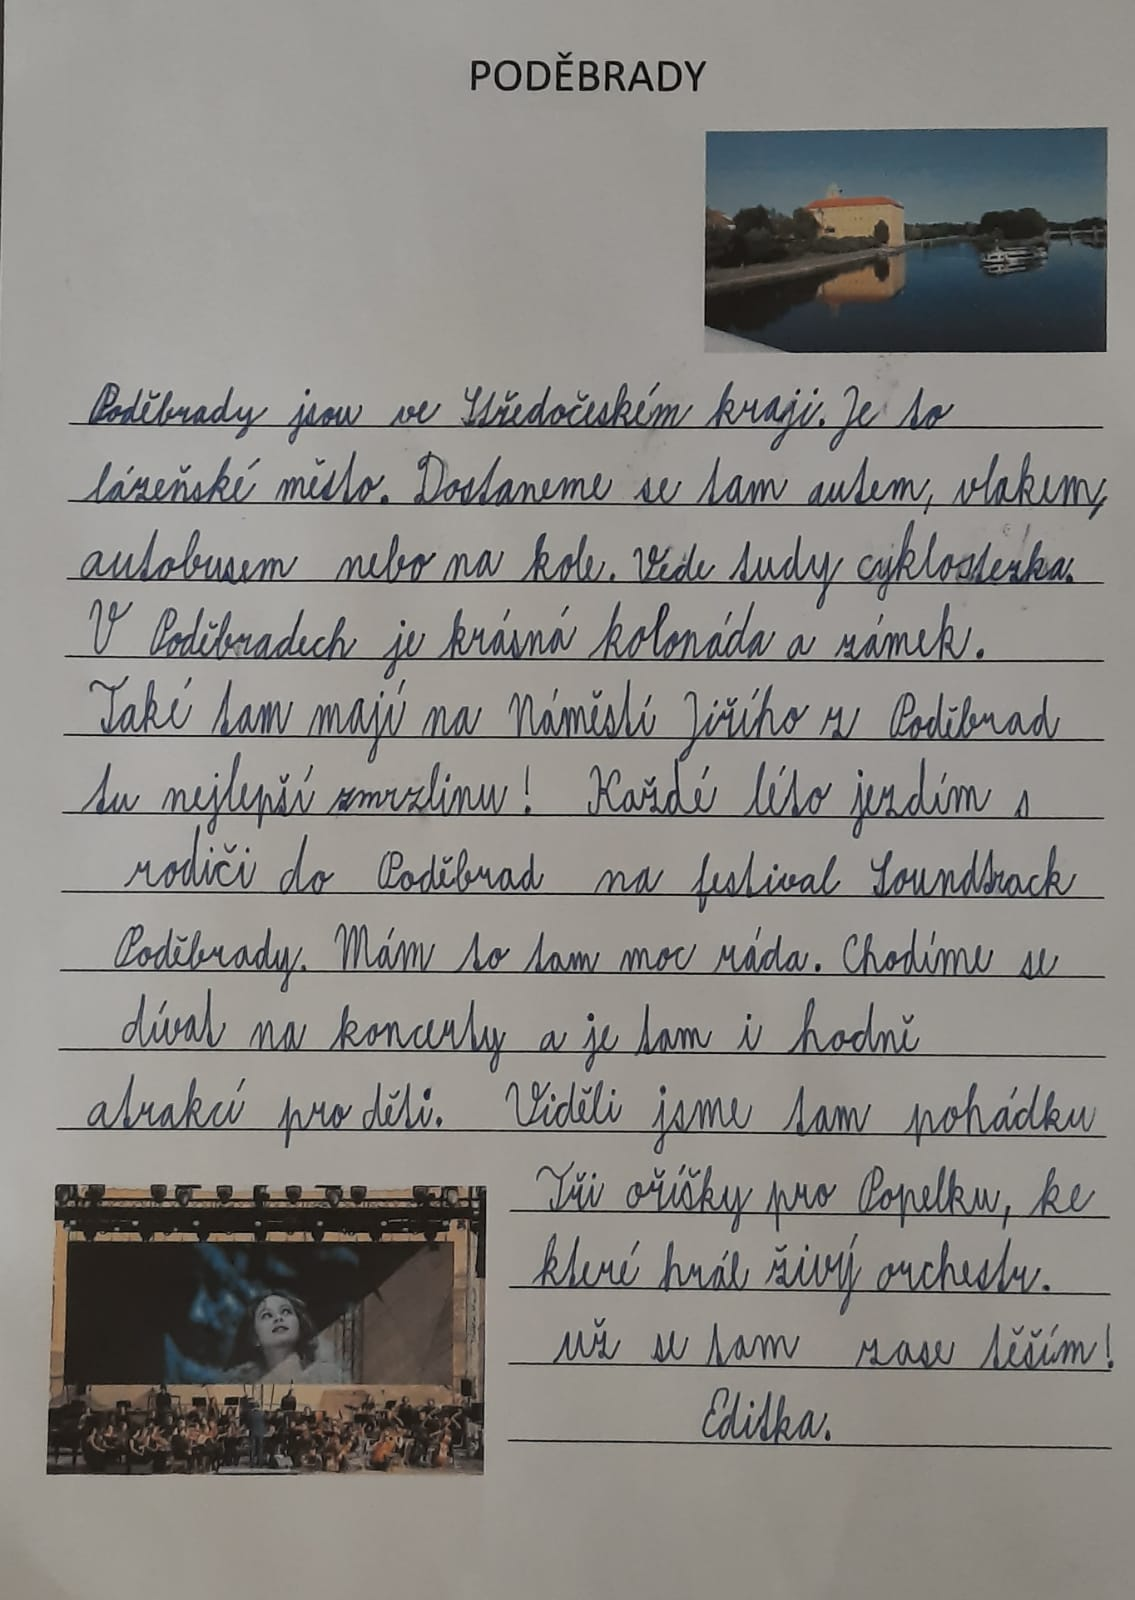 PODĚBRADY
Poděbrady jsou ve Středočeském kraji. Je to
lázeňské město. Dostaneme se tam autem, vlakem,
autobusem nebo na kole. Vede tudy cyklostezka.
V Poděbradech je krásná kolonáda a zámek.
Také tam mají na Náměstí Jiřího z Poděbrad
tu nejlepší zmrzlinu! Každé léto jezdím s
rodiči do Poděbrad na festival Soundtrack
Poděbrady. Mám to tam moc ráda. Chodíme se
dívat na koncerty a je tam i hodně
atrakcí pro děti. Viděli jsme tam pohádku
Tři oříšky pro Popelku, ke
které hrál živý orchestr.
Už se tam zase těším!
Editka.